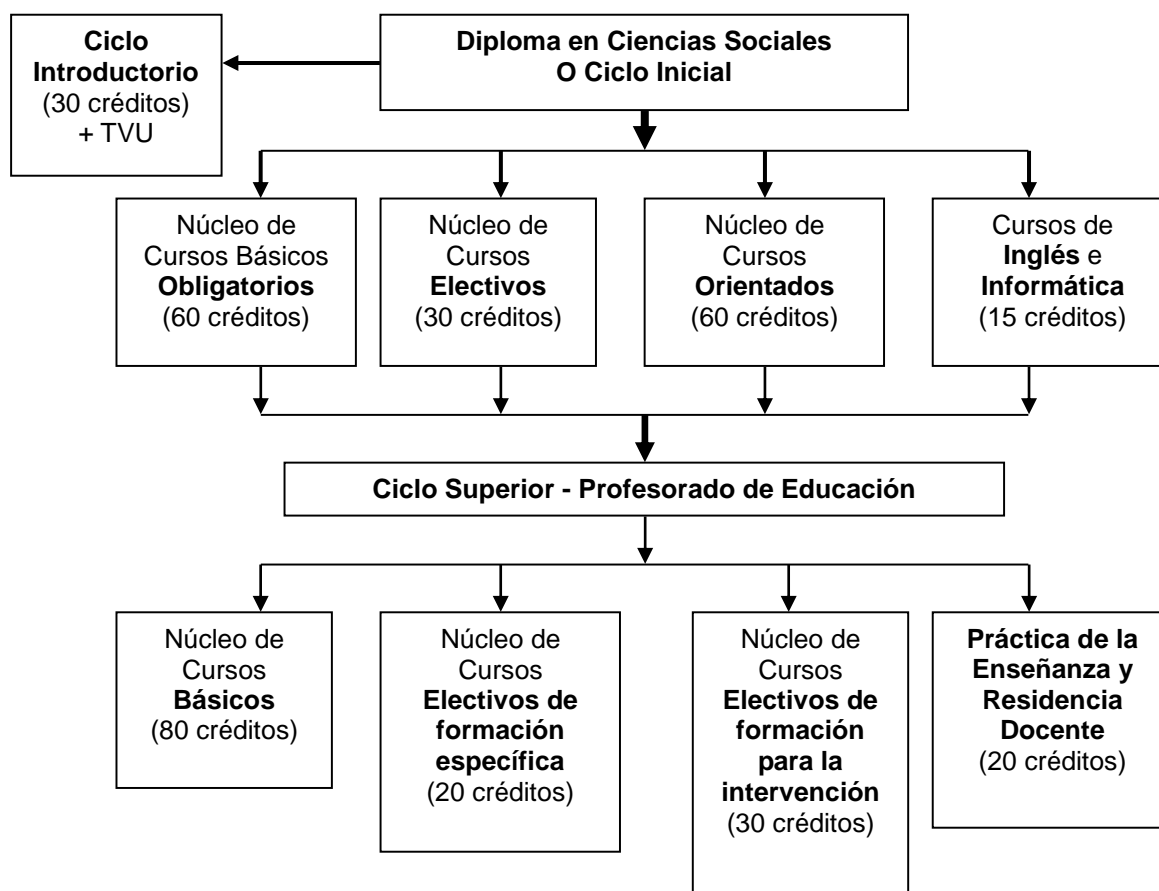 Ciclo
Introductorio
(30 créditos)
+ TVU
Diploma en Ciencias Sociales
O Ciclo Inicial
Núcleo de
Cursos Básicos
Obligatorios
(60 créditos)
Núcleo de
Cursos
Electivos
(30 créditos)
Núcleo de
Cursos
Orientados
(60 créditos)
Cursos de
Inglés e
Informática
(15 créditos)
Ciclo Superior - Profesorado de Educación
Núcleo de
Cursos
Básicos
(80 créditos)
Núcleo de
Cursos
Electivos de
formación
específica
(20 créditos)
Núcleo de
Cursos
Electivos de
formación
para la
intervención
(30 créditos)
Práctica de la
Enseñanza y
Residencia
Docente
(20 créditos)